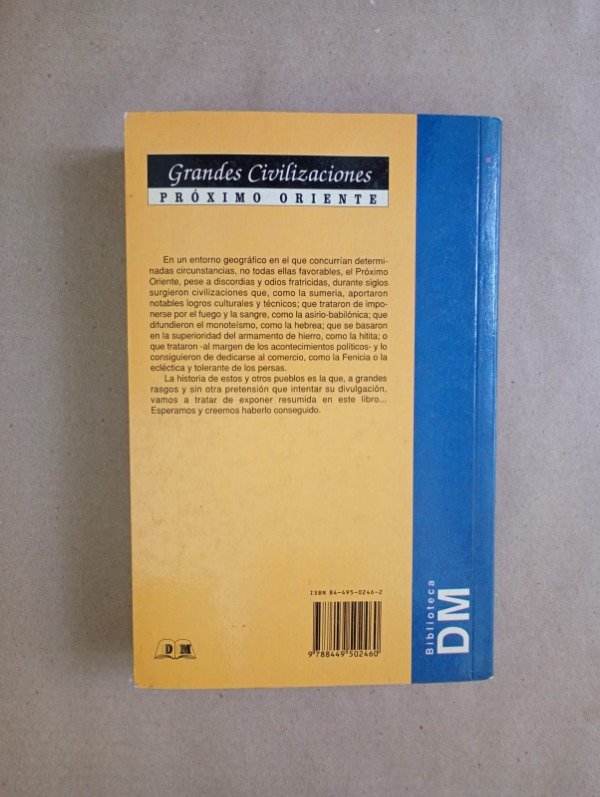 Grandes Civilizaciones
PRÓXIMO ORIENTE
En un entorno geográfico en el que concurrían determi-
nadas circunstancias, no todas ellas favorables, el Próximo
Oriente, pese a discordias y odios fratricidas, durante siglos
surgieron civilizaciones que, como la sumeria, aportaron
notables logros culturales y técnicos; que trataron de impo-
nerse por el fuego y la sangre, como la asirio-babilónica; que
difundieron el monoteísmo, como la hebrea; que se basaron
en la superioridad del armamento de hierro, como la hitita; o
que trataron -al margen de los acontecimientos políticos- y lo
consiguieron de dedicarse al comercio, como la Fenicia o la
ecléctica y tolerante de los persas.
La historia de estos y otros pueblos es la que, a grandes
rasgos y sin otra pretensión que intentar su divulgación,
vamos a tratar de exponer resumida en este libro...
Esperamos y creemos haberlo conseguido.
ISBN 84-495-0246-2
9 788449 502460
D M
Biblioteca
DM